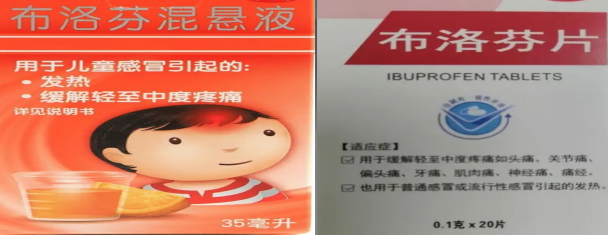 布洛芬混悬液
用于儿童感冒引起的:
• 发热
• 缓解轻至中度疼痛
详见说明书
35毫升
布洛芬片
IBUPROFEN TABLETS
【适应症】
用于缓解轻至中度疼痛如头痛、关节痛、
偏头痛、牙痛、肌肉痛、神经痛、痛经。
也用于普通感冒或流行性感冒引起的发热。
0.1克×20片